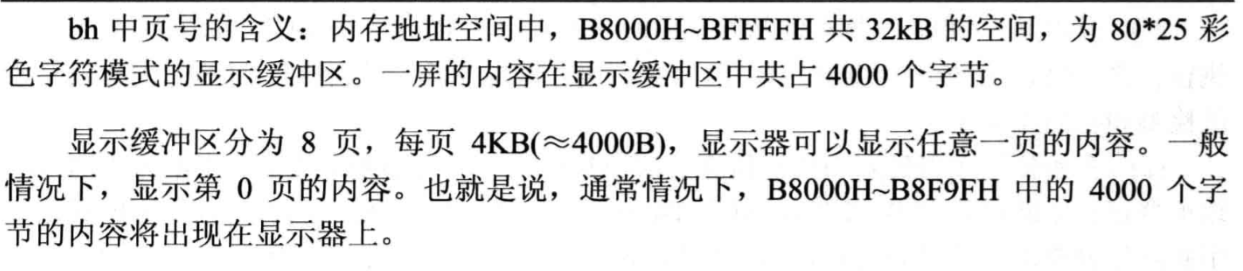 bh 中页号的含义：内存地址空间中，B8000H~BFFFFH 共 32kB 的空间，为 80*25 彩
色字符模式的显示缓冲区。一屏的内容在显示缓冲区中共占 4000 个字节。
显示缓冲区分为 8 页，每页 4KB(≈4000B)，显示器可以显示任意一页的内容。一般
情况下，显示第 0 页的内容。也就是说，通常情况下，B8000H~B8F9FH 中的 4000 个字
节的内容将出现在显示器上。